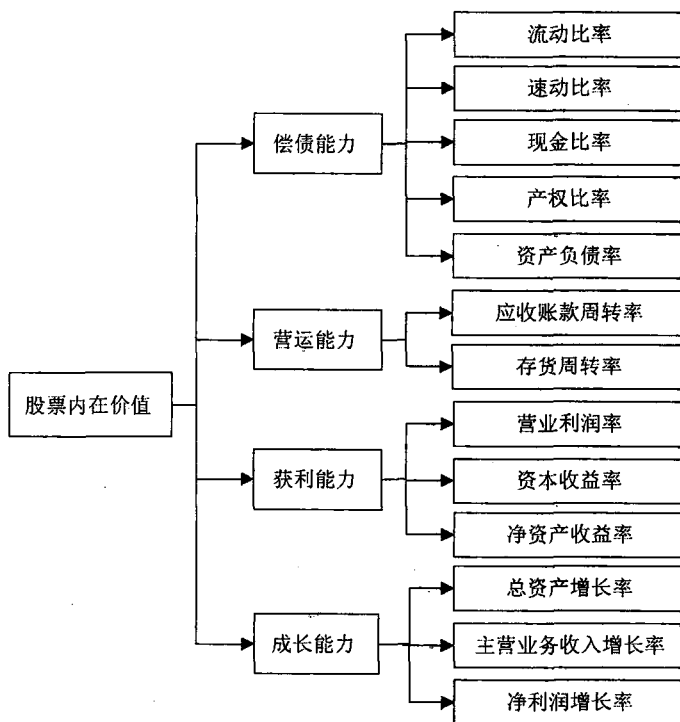 股票内在价值
偿债能力
流动比率
速动比率
现金比率
产权比率
资产负债率
营运能力
应收账款周转率
存货周转率
获利能力
营业利润率
资本收益率
净资产收益率
成长能力
总资产增长率
主营业务收入增长率
净利润增长率